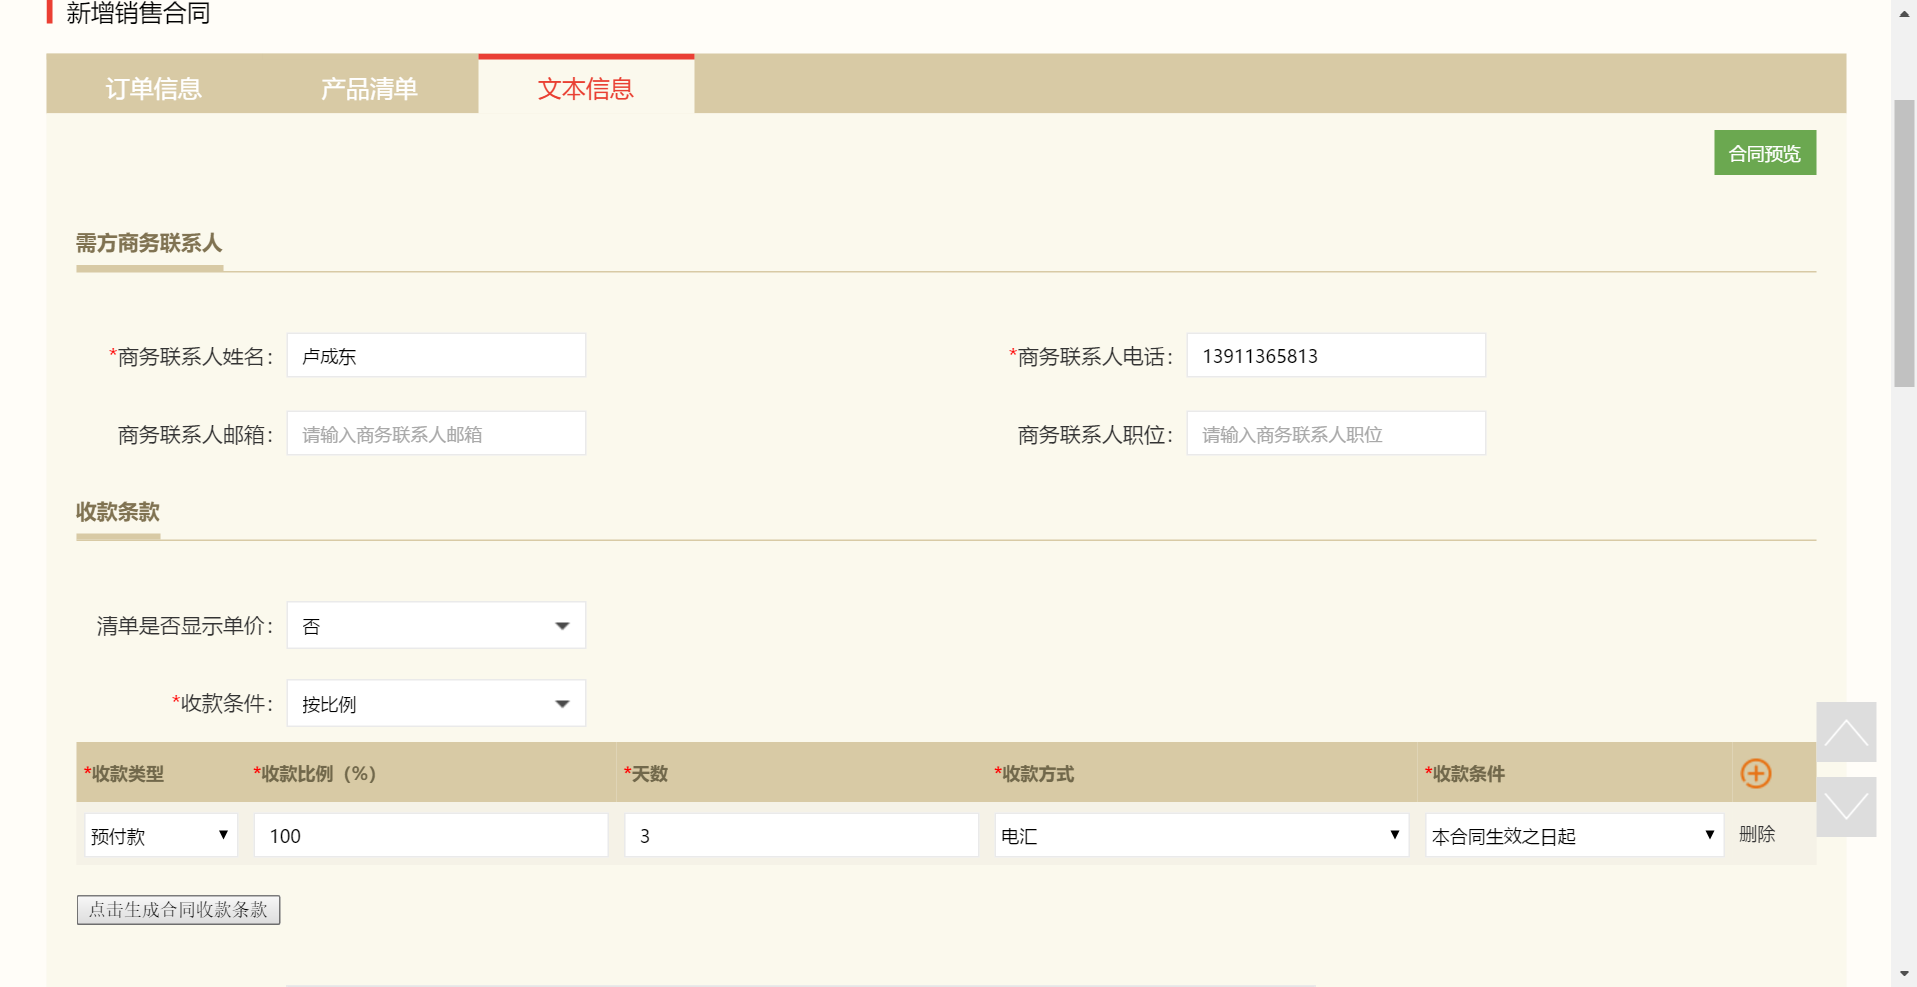 新增销售合同
订单信息 产品清单 文本信息
合同预览
需方商务联系人
*商务联系人姓名： 卢成东 *商务联系人电话： 13911365813
商务联系人邮箱： 请输入商务联系人邮箱 商务联系人职位： 请输入商务联系人职位
收款条款
清单是否显示单价： 否
*收款条件： 按比例
*收款类型 *收款比例（%） *天数 *收款方式 *收款条件
预付款 100 3 电汇 本合同生效之日起 删除
点击生成合同收款条款